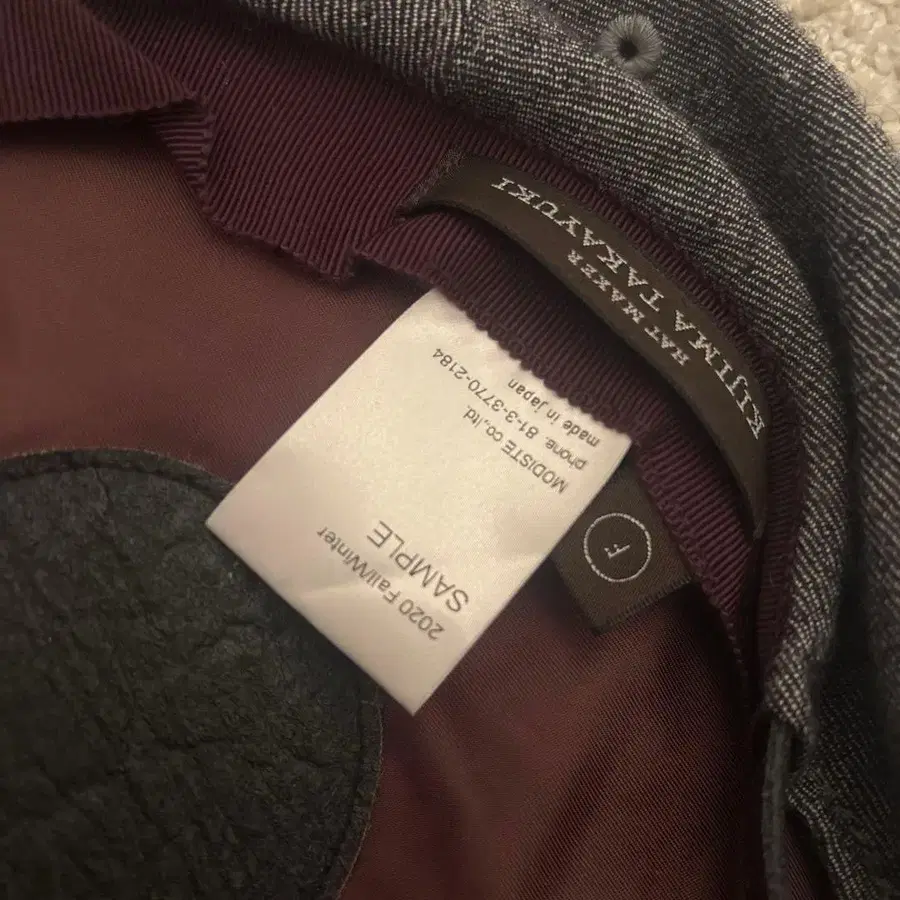 KIJIMA TAKAYUKI
HAT MAKER
F
2020 Fall/Winter
SAMPLE
MODISTE co.,ltd.
phone. 81-3-3770-2184
made in japan